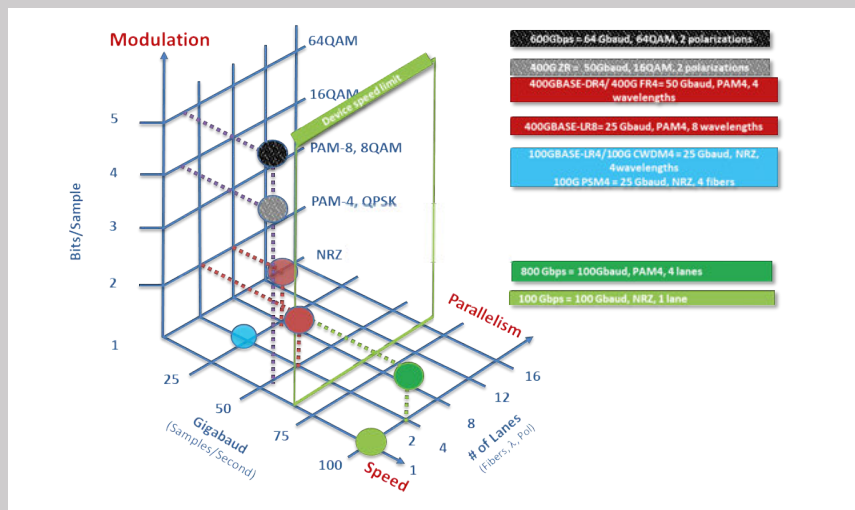 Modulation
64QAM
16QAM
PAM-8, 8QAM
PAM-4, QPSK
NRZ
Device speed limit
Bits/Sample
5
4
3
2
1
25
50
75
100
Gigabaud
(Samples/Second)
Speed
Parallelism
16
12
8
4
2
1
# of Lanes
(Fibers, λ, Pol)
600Gbps = 64 Gbaud, 64QAM, 2 polarizations
400G ZR = 50Gbaud, 16QAM, 2 polarizations
400GBASE-DR4/ 400G FR4= 50 Gbaud, PAM4, 4
wavelengths
400GBASE-LR8= 25 Gbaud, PAM4, 8 wavelengths
100GBASE-LR4/100G CWDM4 = 25 Gbaud, NRZ,
4wavelengths
100G PSM4 = 25 Gbaud, NRZ, 4 fibers
800 Gbps = 100Gbaud, PAM4, 4 lanes
100 Gbps = 100 Gbaud, NRZ, 1 lane